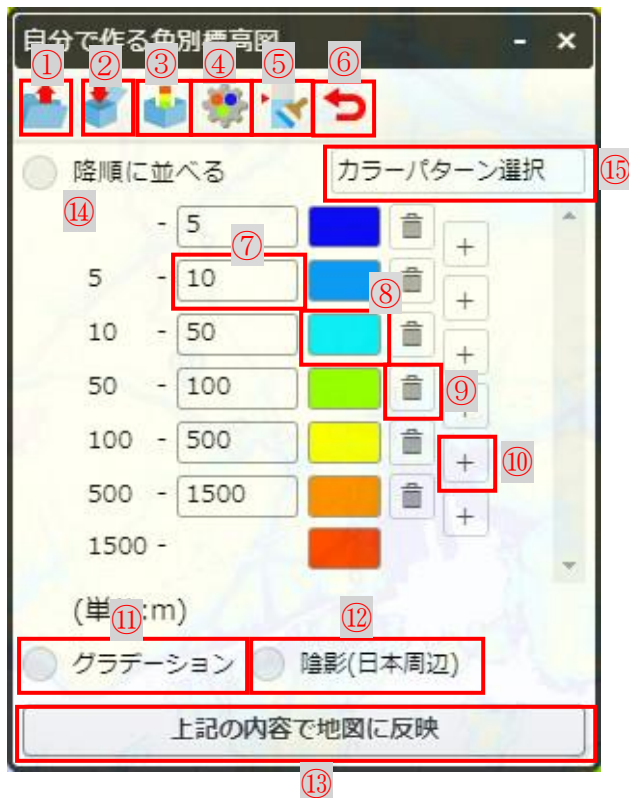 自分で作る色別標高図 - ×
① ② ③ ④ ⑤ ⑥
降順に並べる カラーパターン選択 ⑮
⑭
- 5
⑦ +
5 - 10
⑧ +
10 - 50
+
50 - 100 ⑨
+
100 - 500
+ ⑩
500 - 1500
+
1500 -
(単位:m)
⑪ ⑫
グラデーション 陰影(日本周辺)
上記の内容で地図に反映
⑬